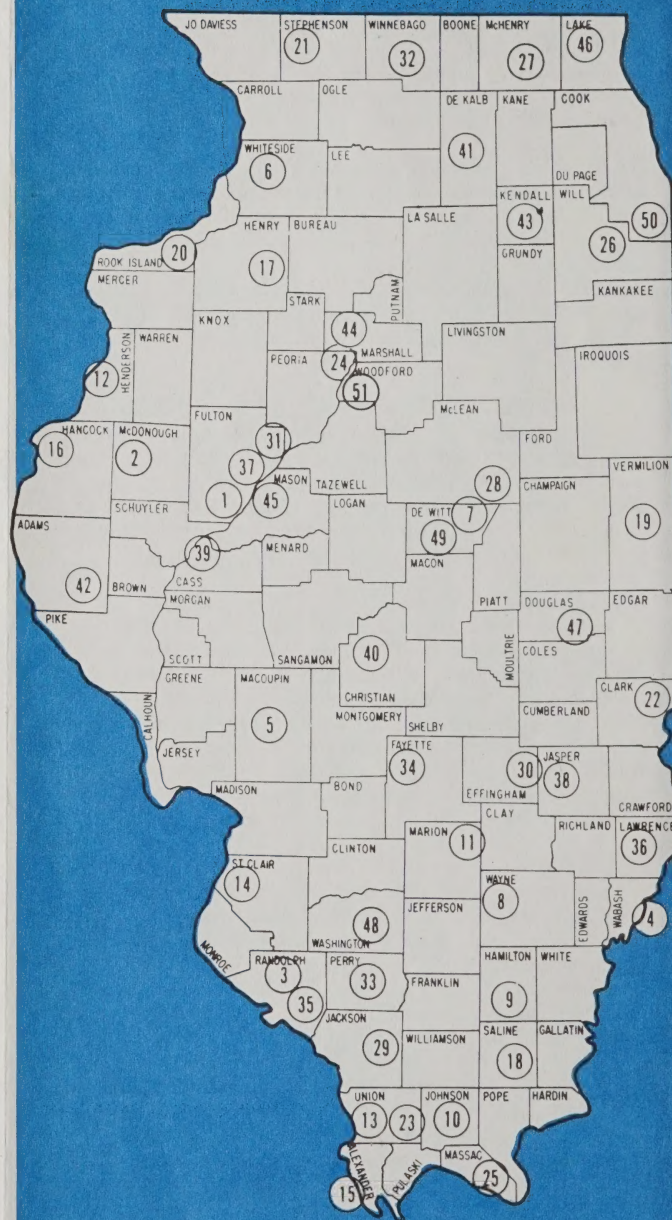 JO DAVIESS STEPHENSON WINNEBAGO BOONE McHENRY LAKE
21 32 27 46
CARROLL OGLE DE KALB KANE COOK
41
WHITESIDE LEE DU PAGE
6
KENDALL WILL
43 50
HENRY BUREAU LA SALLE
20 17 26
ROOK ISLAND GRUNDY
MERCER KANKAKEE
STARK PUTNAM
44
KNOX LIVINGSTON
WARREN PEORIA 24 MARSHALL IROQUOIS
HENDERSON WOODFORD
12 51
McLEAN
FULTON
HANCOCK McDONOUGH FORD
16 2 31 VERMILION
37 MASON 28 CHAMPAIGN
1 45 TAZEWELL 19
SCHUYLER LOGAN DE WITT 7
ADAMS 49
39 MENARD
CASS MACON
42 BROWN
MORGAN PIATT DOUGLAS EDGAR
PIKE 47
MOULTRIE
40 COLES
SCOTT SANGAMON
GREENE MACOUPIN CLARK
CHRISTIAN 22
CALHOUN 5 MONTGOMERY CUMBERLAND
SHELBY
FAYETTE JASPER
JERSEY 34 30 38
MADISON BOND EFFINGHAM CRAWFORD
CLAY
RICHLAND LAWRENCE
MARION 11 36
CLINTON
ST CLAIR
14 WAYNE
8 EDWARDS WABASH 4
JEFFERSON
48
WASHINGTON
MONROE RANDOLPH PERRY HAMILTON WHITE
3 33 FRANKLIN
35 9
JACKSON
SALINE GALLATIN
29 WILLIAMSON 18
UNION JOHNSON POPE HARDIN
13 23 10
MASSAC
ALEXANDER PULASKI 25
15